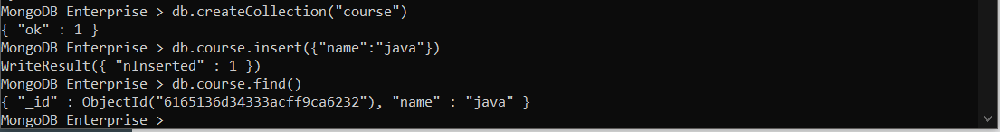 MongoDB Enterprise > db.createCollection("course")
{ "ok" : 1 }
MongoDB Enterprise > db.course.insert({"name":"java"})
WriteResult({ "nInserted" : 1 })
MongoDB Enterprise > db.course.find()
{ "_id" : ObjectId("6165136d34333acff9ca6232"), "name" : "java" }
MongoDB Enterprise >